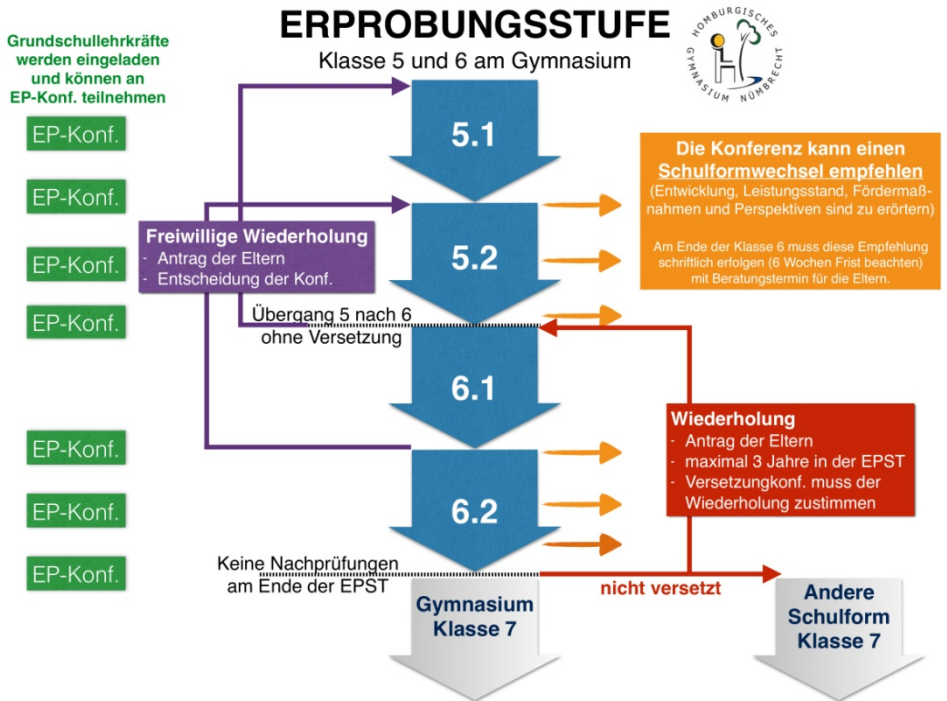 ERPROBUNGSSTUFE
Klasse 5 und 6 am Gymnasium
HOMBURGISCHES
GYMNASIUM NÜMBRECHT
Grundschullehrkräfte
werden eingeladen
und können an
EP-Konf. teilnehmen
EP-Konf.
EP-Konf.
EP-Konf.
EP-Konf.
EP-Konf.
EP-Konf.
EP-Konf.
5.1
5.2
6.1
6.2
Freiwillige Wiederholung
- Antrag der Eltern
- Entscheidung der Konf.
Übergang 5 nach 6
ohne Versetzung
Die Konferenz kann einen
Schulformwechsel empfehlen
(Entwicklung, Leistungsstand, Fördermaß-
nahmen und Perspektiven sind zu erörtern)
Am Ende der Klasse 6 muss diese Empfehlung
schriftlich erfolgen (6 Wochen Frist beachten)
mit Beratungstermin für die Eltern.
Wiederholung
- Antrag der Eltern
- maximal 3 Jahre in der EPST
- Versetzungkonf. muss der
Wiederholung zustimmen
Keine Nachprüfungen
am Ende der EPST
nicht versetzt
Gymnasium
Klasse 7
Andere
Schulform
Klasse 7